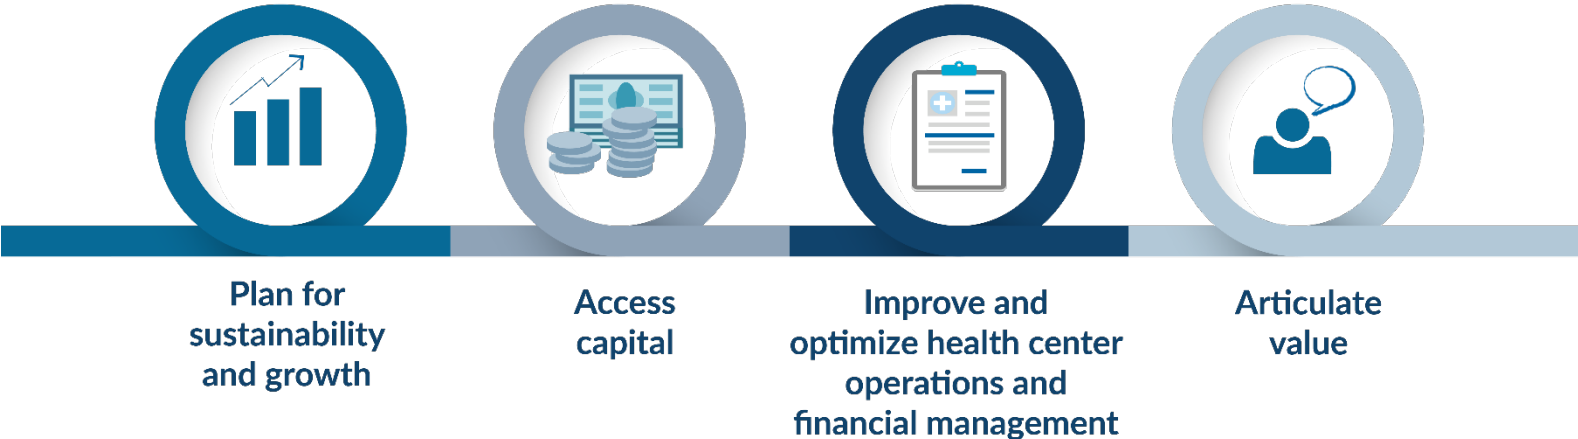 Plan for
sustainability
and growth
Access
capital
Improve and
optimize health center
operations and
financial management
Articulate
value